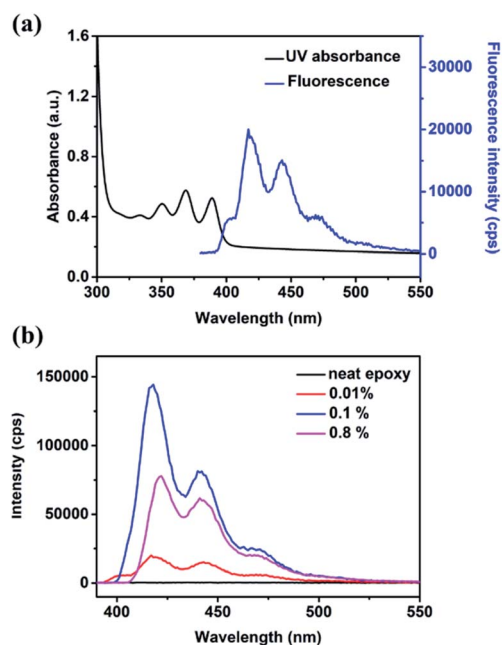 (a)
1.6
1.2
0.8
0.4
0.0
Absorbance (a.u.)
UV absorbance
Fluorescence
30000
20000
10000
0
Fluorescence intensity (cps)
300 350 400 450 500 550
Wavelength (nm)
(b)
150000
100000
50000
0
Intensity (cps)
neat epoxy
0.01%
0.1 %
0.8 %
400 450 500 550
Wavelength (nm)